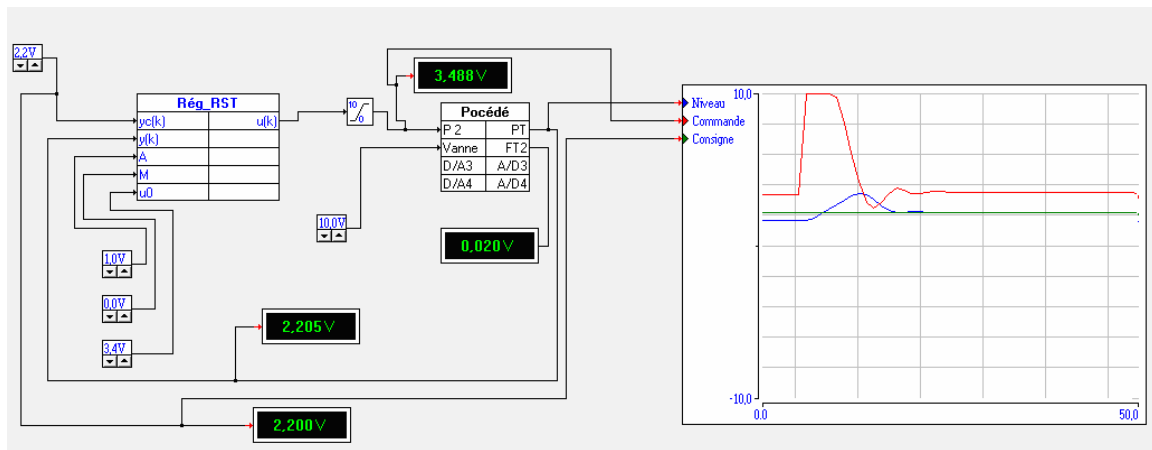 2,2V
Rég_RST
yc(k) u(k)
y(k)
A
M
u0
10
0
3,488V
Pocédé
P 2 PT
Vanne FT2
D/A3 A/D3
D/A4 A/D4
10,0V
0,020V
1,0V
0,0V
3,4V
2,205V
2,200V
Niveau
Commande
Consigne
10,0
-10,0
0.0 50,0